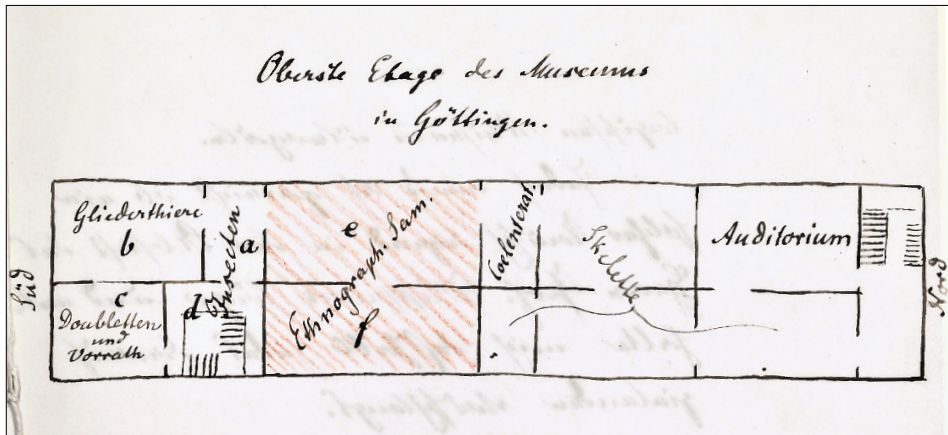 Oberste Etage des Museums
in Göttingen.
Gliederthiere
b
Insecten
a
e
Ethnograph. Sam.
f
Coelenterat.
Skelette
Auditorium
c
Doubletten
und
Vorrath
d
Süd
Nord